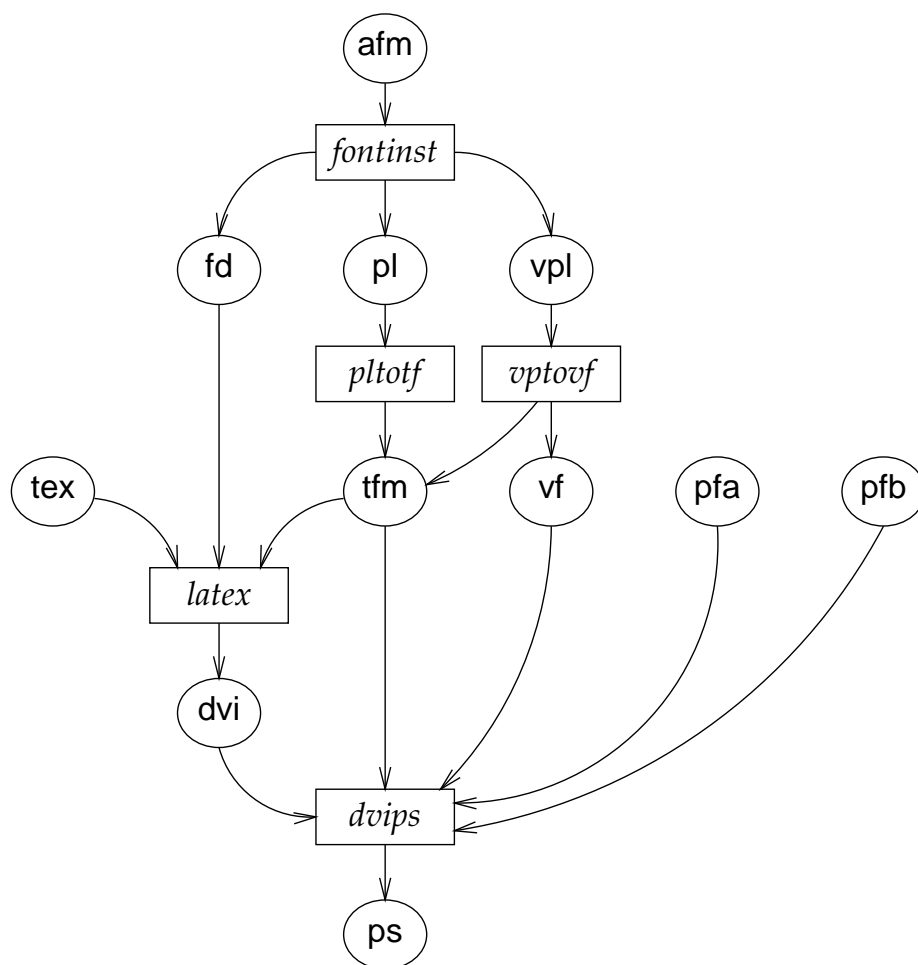 afm
fontinst
fd
pl
vpl
pltotf
vptovf
tex
tfm
vf
pfa
pfb
latex
dvi
dvips
ps